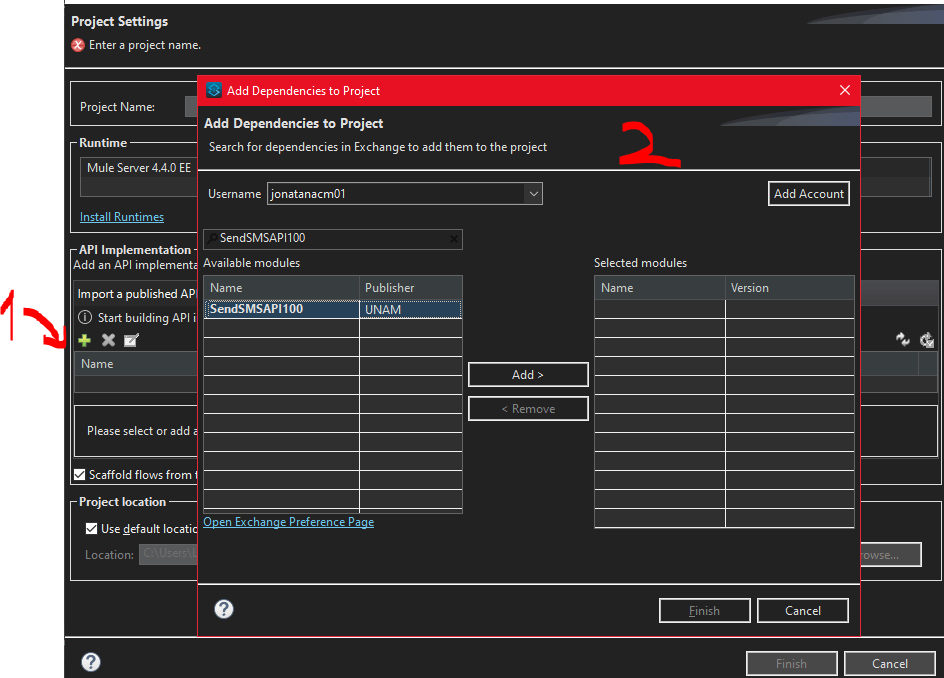 Project Settings
Enter a project name.
Add Dependencies to Project
Project Name:
Add Dependencies to Project
2
Search for dependencies in Exchange to add them to the project
Runtime
Mule Server 4.4.0 EE
Username jonatanacm01 Add Account
Install Runtimes
SendSMSAPI100
API Implementation
Add an API implementa
Available modules Selected modules
Import a published API
Name Publisher Name Version
1
SendSMSAPI100 UNAM
Start building API i
Name
Add >
< Remove
Please select or add a
Scaffold flows from
Project location
Open Exchange Preference Page
Use default locatio
Location: C:\Users\L
owse...
Finish Cancel
Finish Cancel